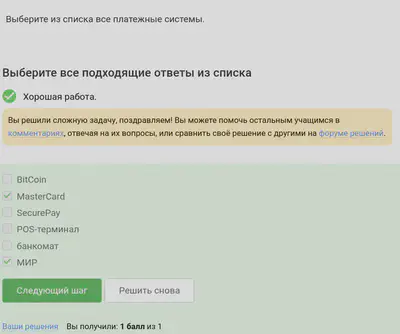 Выберите из списка все платежные системы.
Выберите все подходящие ответы из списка
Хорошая работа.
Вы решили сложную задачу, поздравляем! Вы можете помочь остальным учащимся в
комментариях, отвечая на их вопросы, или сравнить своё решение с другими на форуме решений.
BitCoin
MasterCard
SecurePay
POS-терминал
банкомат
МИР
Следующий шаг
Решить снова
Ваши решения Вы получили: 1 балл из 1